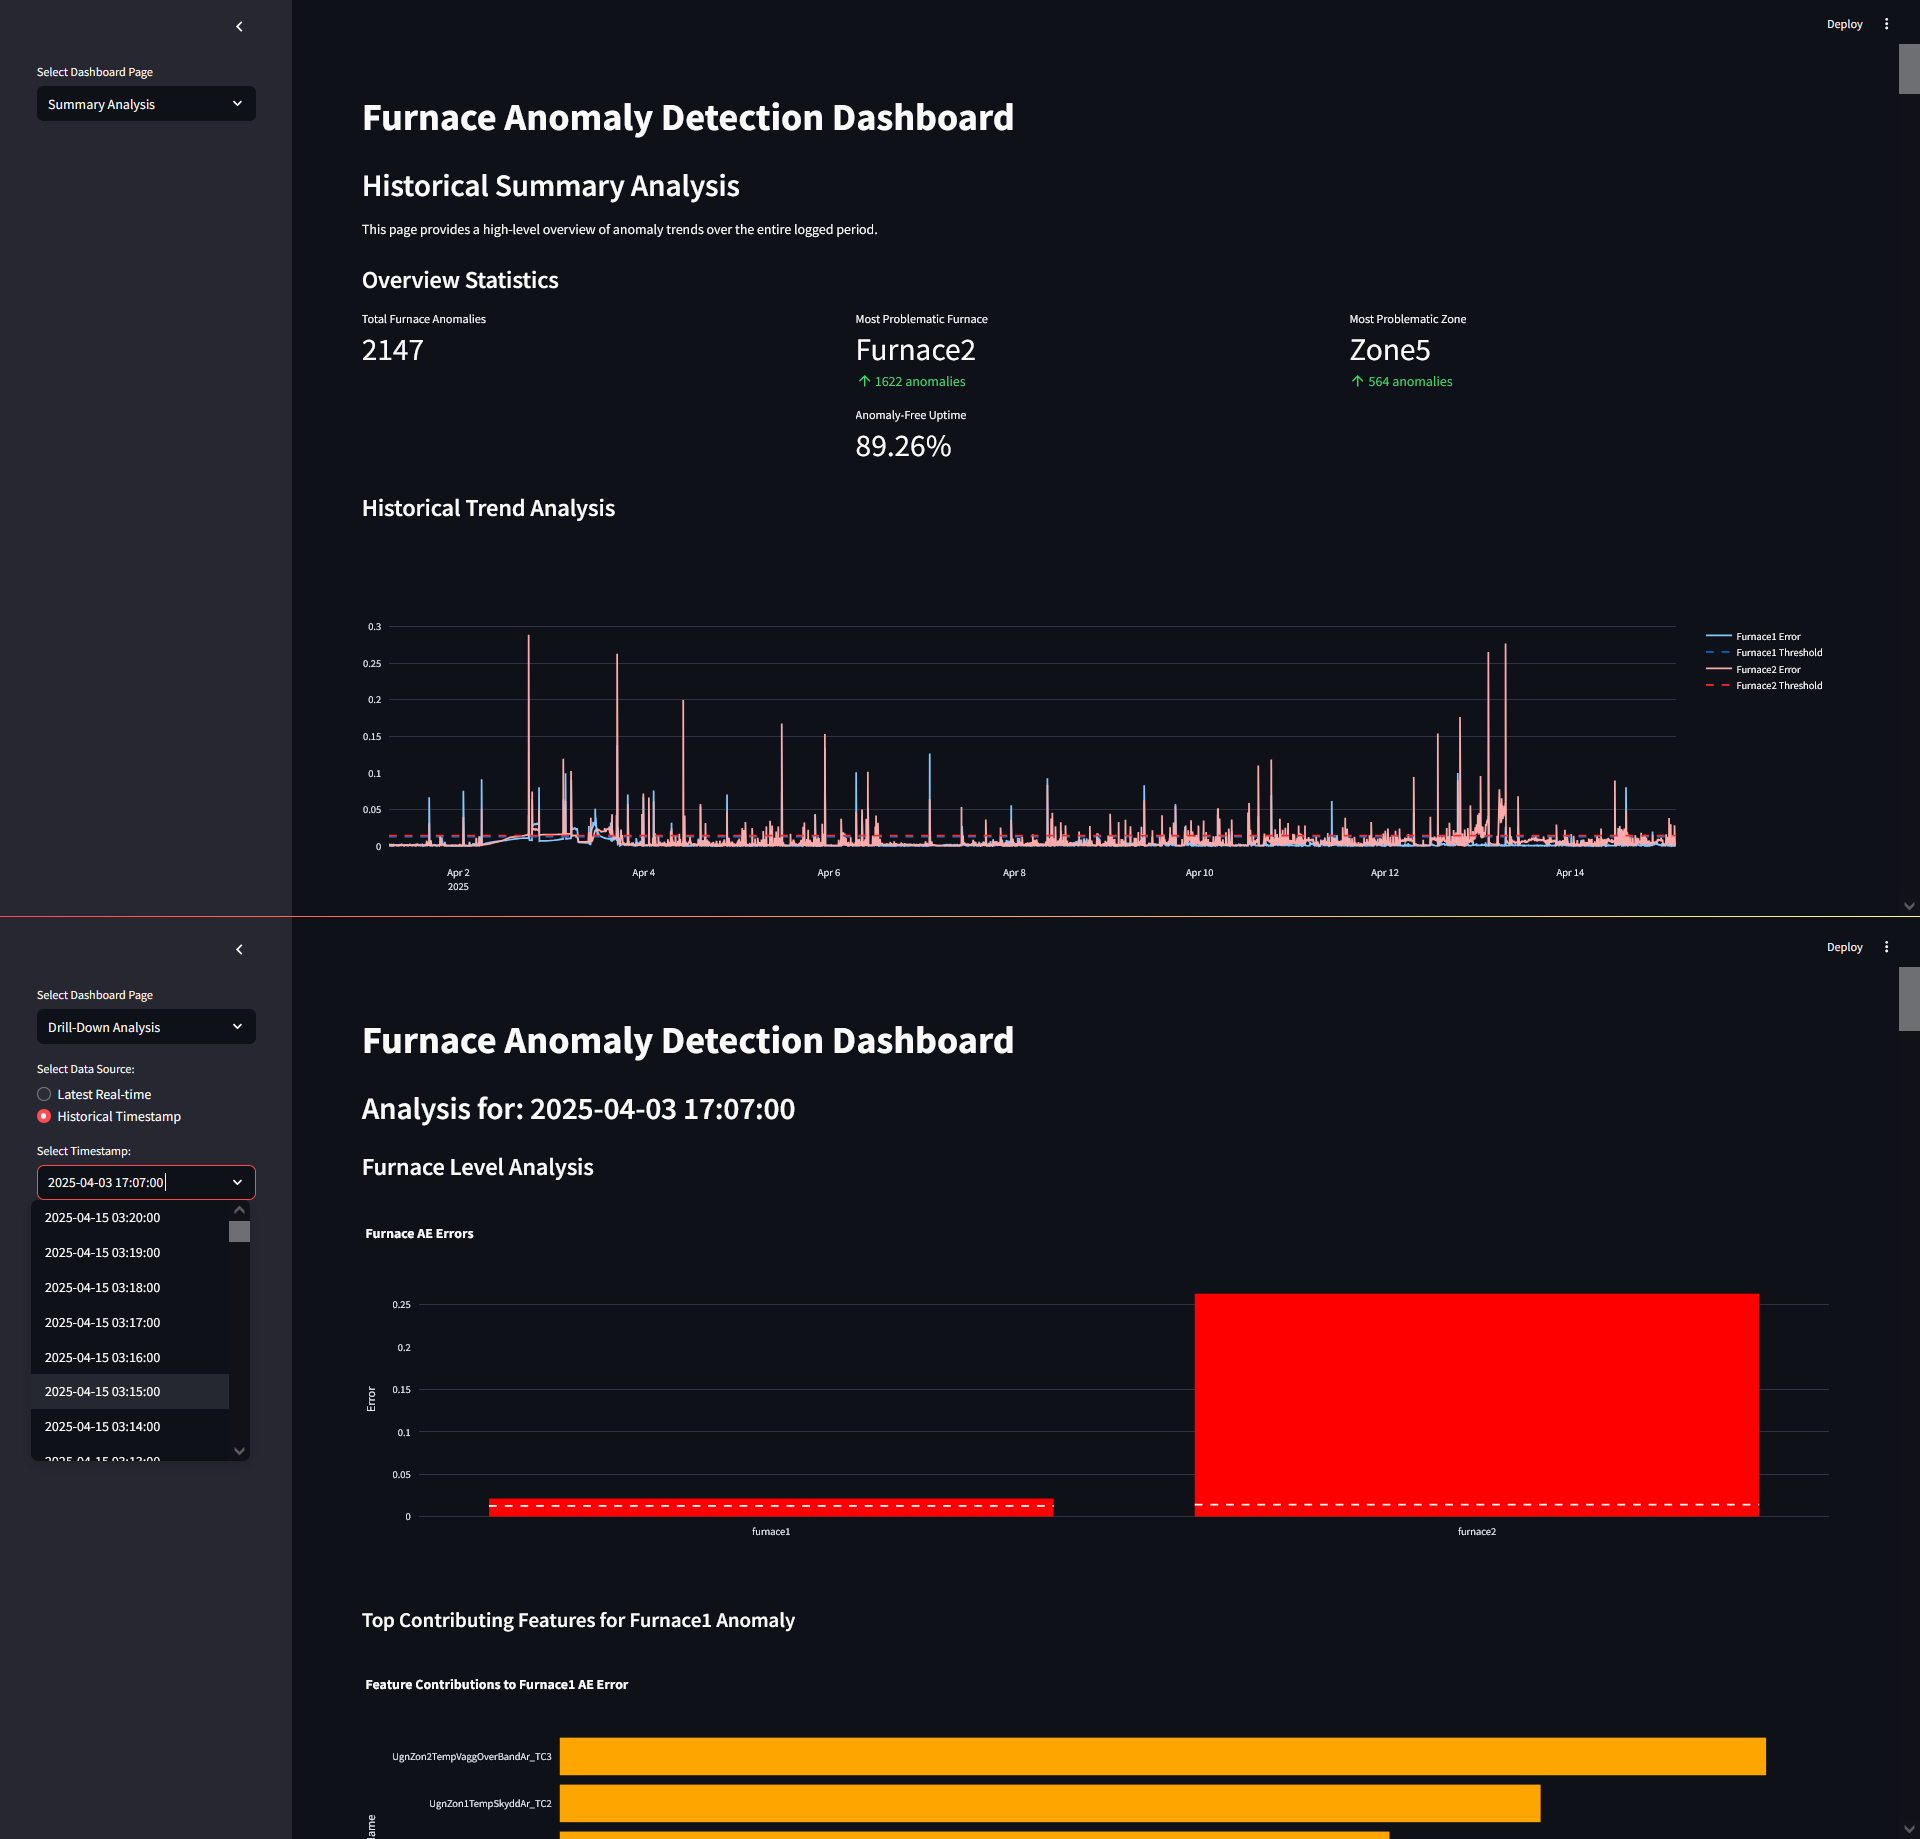 Deploy
Select Dashboard Page
Summary Analysis
Furnace Anomaly Detection Dashboard
Historical Summary Analysis
This page provides a high-level overview of anomaly trends over the entire logged period.
Overview Statistics
Total Furnace Anomalies
2147
Most Problematic Furnace
Furnace2
↑ 1622 anomalies
Most Problematic Zone
Zone5
↑ 564 anomalies
Anomaly-Free Uptime
89.26%
Historical Trend Analysis
0.3
0.25
0.2
0.15
0.1
0.05
0
Apr 2
2025
Apr 4
Apr 6
Apr 8
Apr 10
Apr 12
Apr 14
Furnace1 Error
Furnace1 Threshold
Furnace2 Error
Furnace2 Threshold
Deploy
Select Dashboard Page
Drill-Down Analysis
Select Data Source:
Latest Real-time
Historical Timestamp
Select Timestamp:
2025-04-03 17:07:00
2025-04-15 03:20:00
2025-04-15 03:19:00
2025-04-15 03:18:00
2025-04-15 03:17:00
2025-04-15 03:16:00
2025-04-15 03:15:00
2025-04-15 03:14:00
2025-04-15 03:13:00
Furnace Anomaly Detection Dashboard
Analysis for: 2025-04-03 17:07:00
Furnace Level Analysis
Furnace AE Errors
0.25
0.2
0.15
0.1
0.05
0
Error
furnace1
furnace2
Top Contributing Features for Furnace1 Anomaly
Feature Contributions to Furnace1 AE Error
UgnZon2TempVaggOverBandAr_TC3
UgnZon1TempSkyddAr_TC2